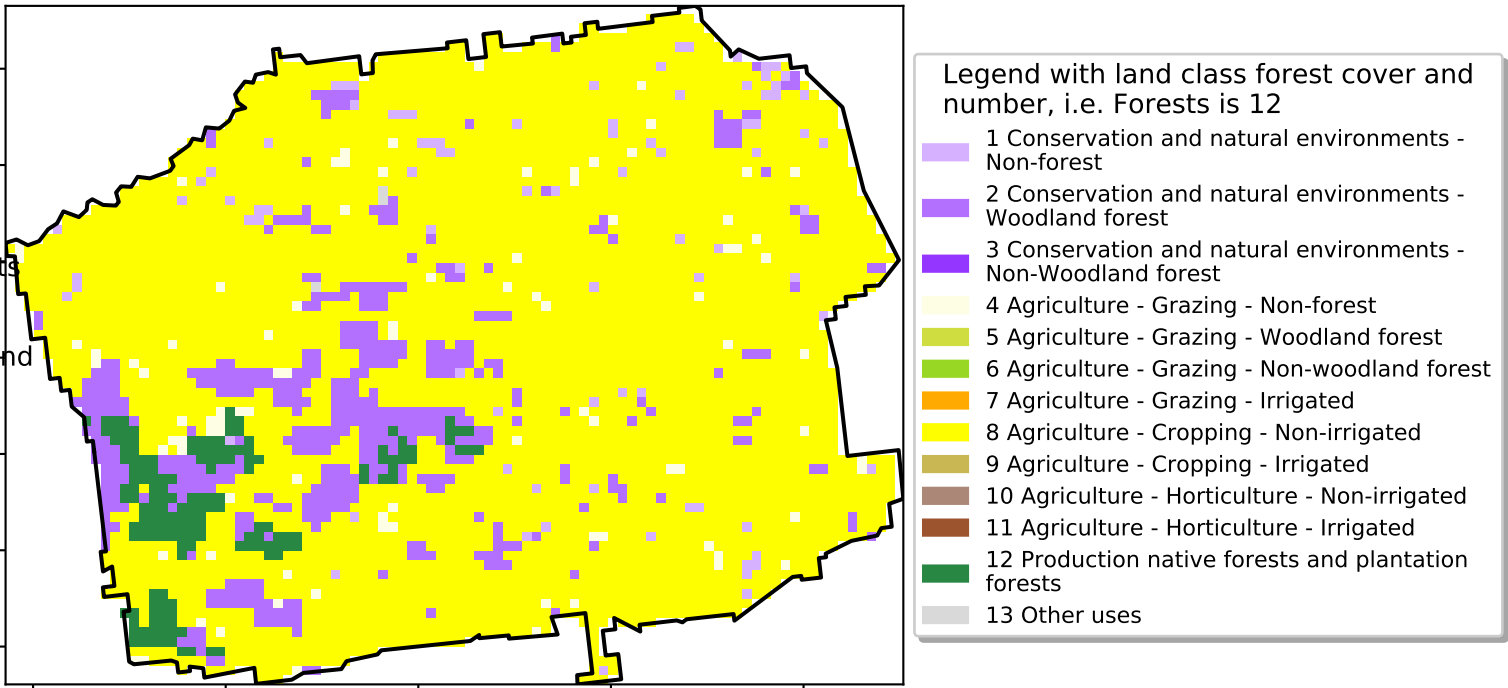 ts
nd
Legend with land class forest cover and
number, i.e. Forests is 12
1 Conservation and natural environments -
Non-forest
2 Conservation and natural environments -
Woodland forest
3 Conservation and natural environments -
Non-Woodland forest
4 Agriculture - Grazing - Non-forest
5 Agriculture - Grazing - Woodland forest
6 Agriculture - Grazing - Non-woodland forest
7 Agriculture - Grazing - Irrigated
8 Agriculture - Cropping - Non-irrigated
9 Agriculture - Cropping - Irrigated
10 Agriculture - Horticulture - Non-irrigated
11 Agriculture - Horticulture - Irrigated
12 Production native forests and plantation
forests
13 Other uses